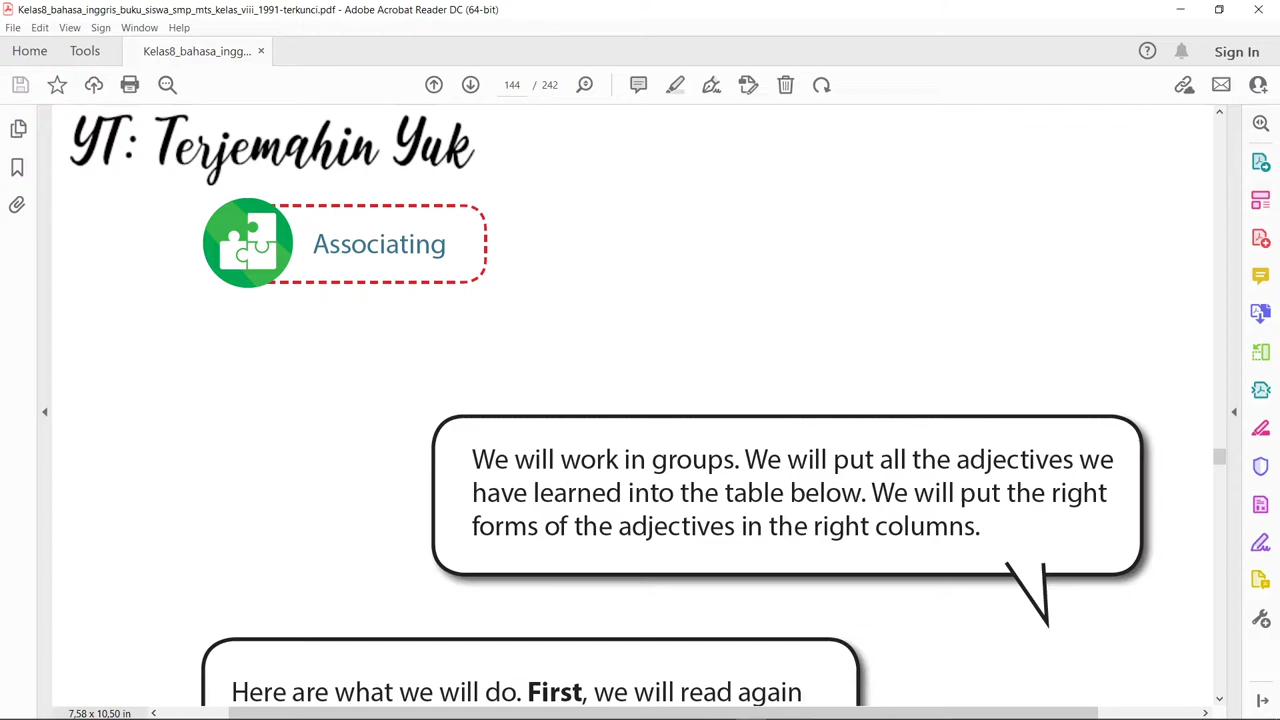 Kelas8_bahasa_inggris_buku_siswa_smp_mts_kelas_viii_1991-terkunci.pdf - Adobe Acrobat Reader DC (64-bit)
File Edit View Sign Window Help
Home Tools Kelas8_bahasa_ingg... × Sign In
144 / 242
YT: Terjemahin Yuk
Associating
We will work in groups. We will put all the adjectives we
have learned into the table below. We will put the right
forms of the adjectives in the right columns.
Here are what we will do. First, we will read again
7,58 x 10,50 in